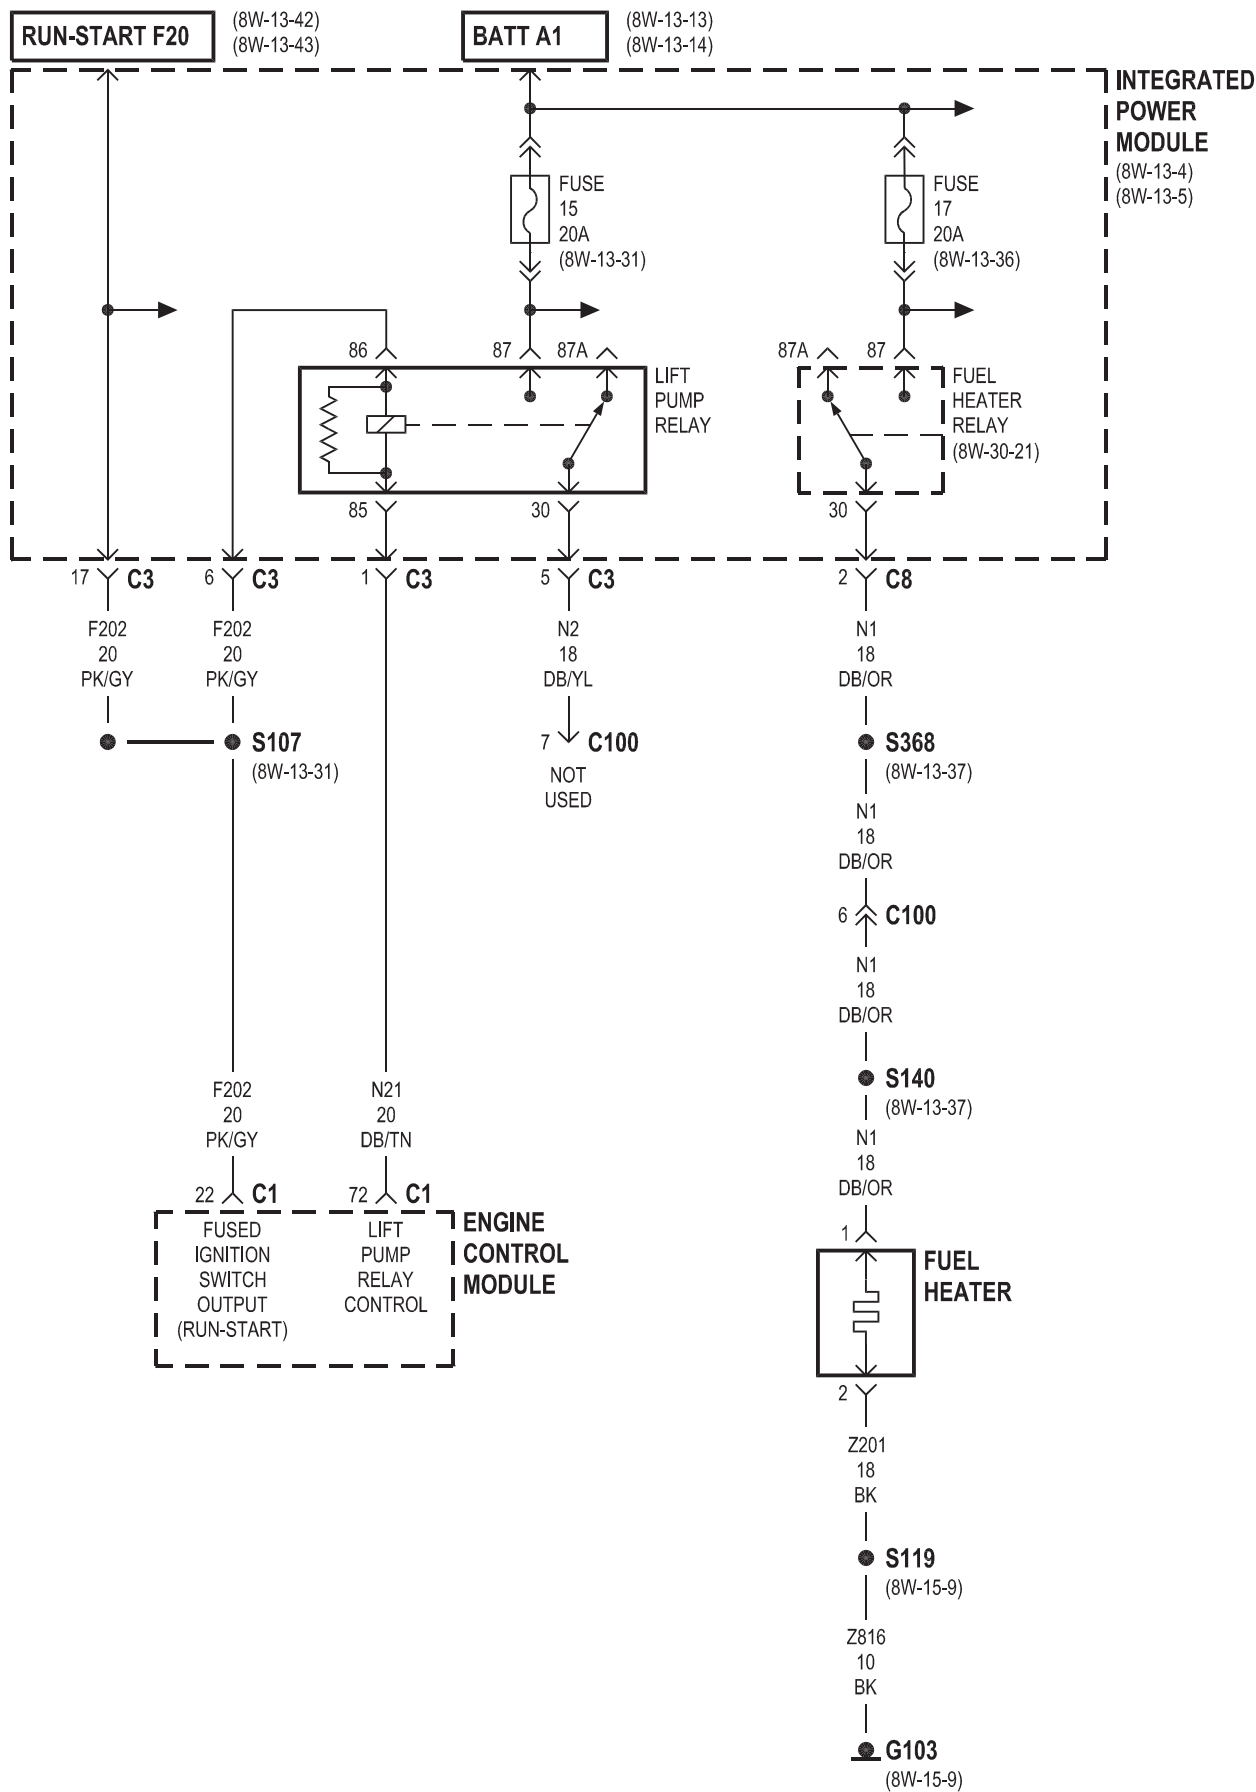 RUN-START F20
(8W-13-42)
(8W-13-43)
BATT A1
(8W-13-13)
(8W-13-14)
INTEGRATED
POWER
MODULE
(8W-13-4)
(8W-13-5)
FUSE
15
20A
(8W-13-31)
FUSE
17
20A
(8W-13-36)
86
87
87A
LIFT
PUMP
RELAY
87A
87
FUEL
HEATER
RELAY
(8W-30-21)
85
30
30
17 C3
6 C3
1 C3
5 C3
2 C8
F202
20
PK/GY
F202
20
PK/GY
N2
18
DB/YL
N1
18
DB/OR
S107
(8W-13-31)
7 C100
NOT
USED
S368
(8W-13-37)
N1
18
DB/OR
6 C100
N1
18
DB/OR
S140
(8W-13-37)
F202
20
PK/GY
N21
20
DB/TN
N1
18
DB/OR
22 C1
72 C1
FUSED
IGNITION
SWITCH
OUTPUT
(RUN-START)
LIFT
PUMP
RELAY
CONTROL
ENGINE
CONTROL
MODULE
1
FUEL
HEATER
2
Z201
18
BK
S119
(8W-15-9)
Z816
10
BK
G103
(8W-15-9)